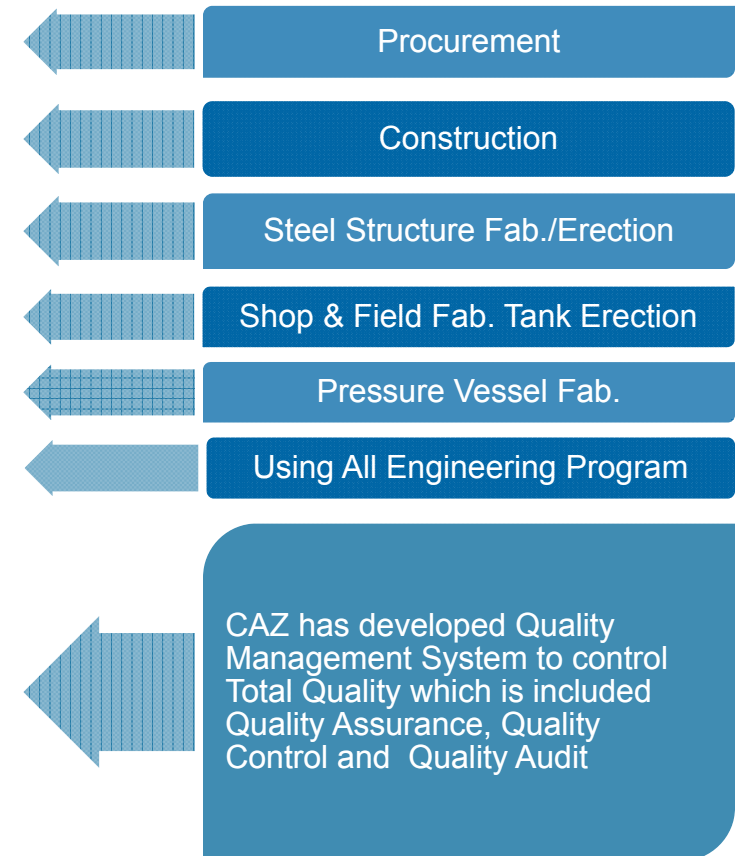 Procurement
Construction
Steel Structure Fab./Erection
Shop & Field Fab. Tank Erection
Pressure Vessel Fab.
Using All Engineering Program
CAZ has developed Quality
Management System to control
Total Quality which is included
Quality Assurance, Quality
Control and  Quality Audit